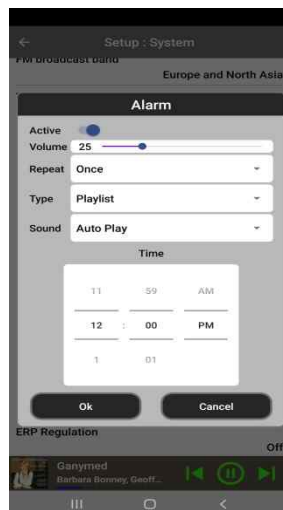 Setup : System
FM broadcast band
Europe and North Asia
Alarm
Active
Volume 25
Repeat Once
Type Playlist
Sound Auto Play
Time
11 59 AM
12 : 00 PM
1 01
Ok Cancel
ERP Regulation
Off
Ganymed
Barbara Bonney, Geoff...